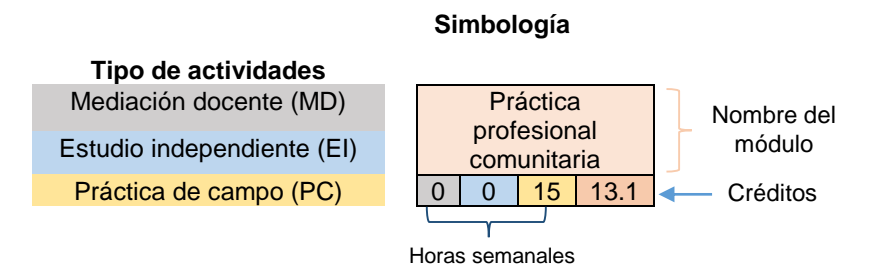 Simbología
Tipo de actividades
Mediación docente (MD)
Estudio independiente (EI)
Práctica de campo (PC)
Práctica
profesional
comunitaria
0 0 15 13.1
Nombre del
módulo
Créditos
Horas semanales